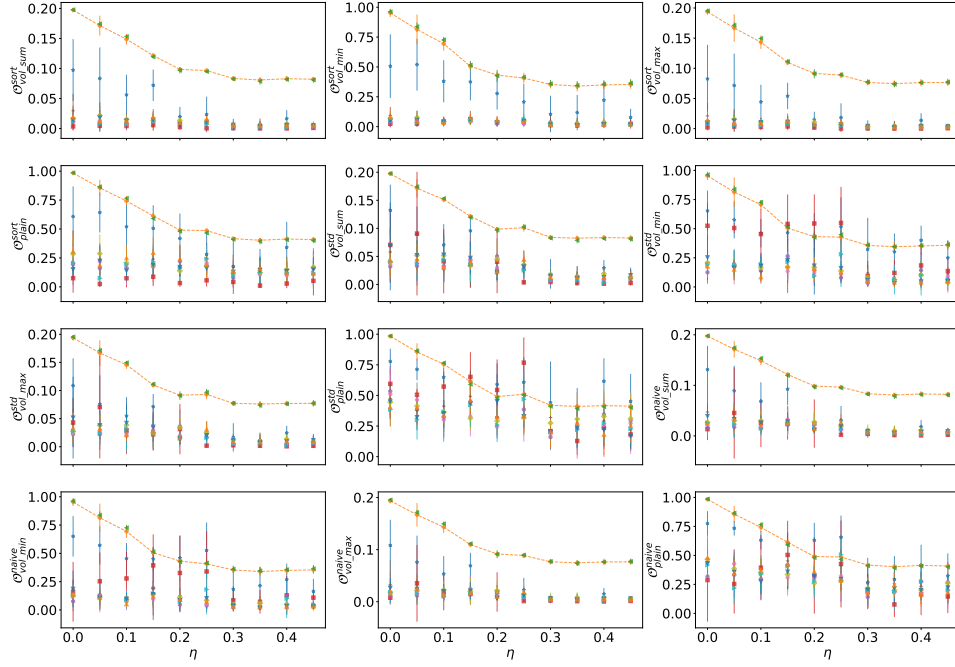 0.20 0.15 0.10 0.05 0.00 𝒪^sort_vol_sum
1.00 0.75 0.50 0.25 0.00 𝒪^sort_vol_min
0.20 0.15 0.10 0.05 0.00 𝒪^sort_vol_max
1.00 0.75 0.50 0.25 0.00 𝒪^sort_plain
0.20 0.15 0.10 0.05 0.00 𝒪^std_vol_sum
1.00 0.75 0.50 0.25 0.00 𝒪^std_vol_min
0.20 0.15 0.10 0.05 0.00 𝒪^std_vol_max
1.00 0.75 0.50 0.25 0.00 𝒪^std_plain
0.2 0.1 0.0 𝒪^naive_vol_sum
1.00 0.75 0.50 0.25 0.00 𝒪^naive_vol_min
0.2 0.1 0.0 𝒪^naive_vol_max
1.00 0.75 0.50 0.25 0.00 𝒪^naive_plain
0.0 0.1 0.2 0.3 0.4
0.0 0.1 0.2 0.3 0.4
0.0 0.1 0.2 0.3 0.4
η
η
η